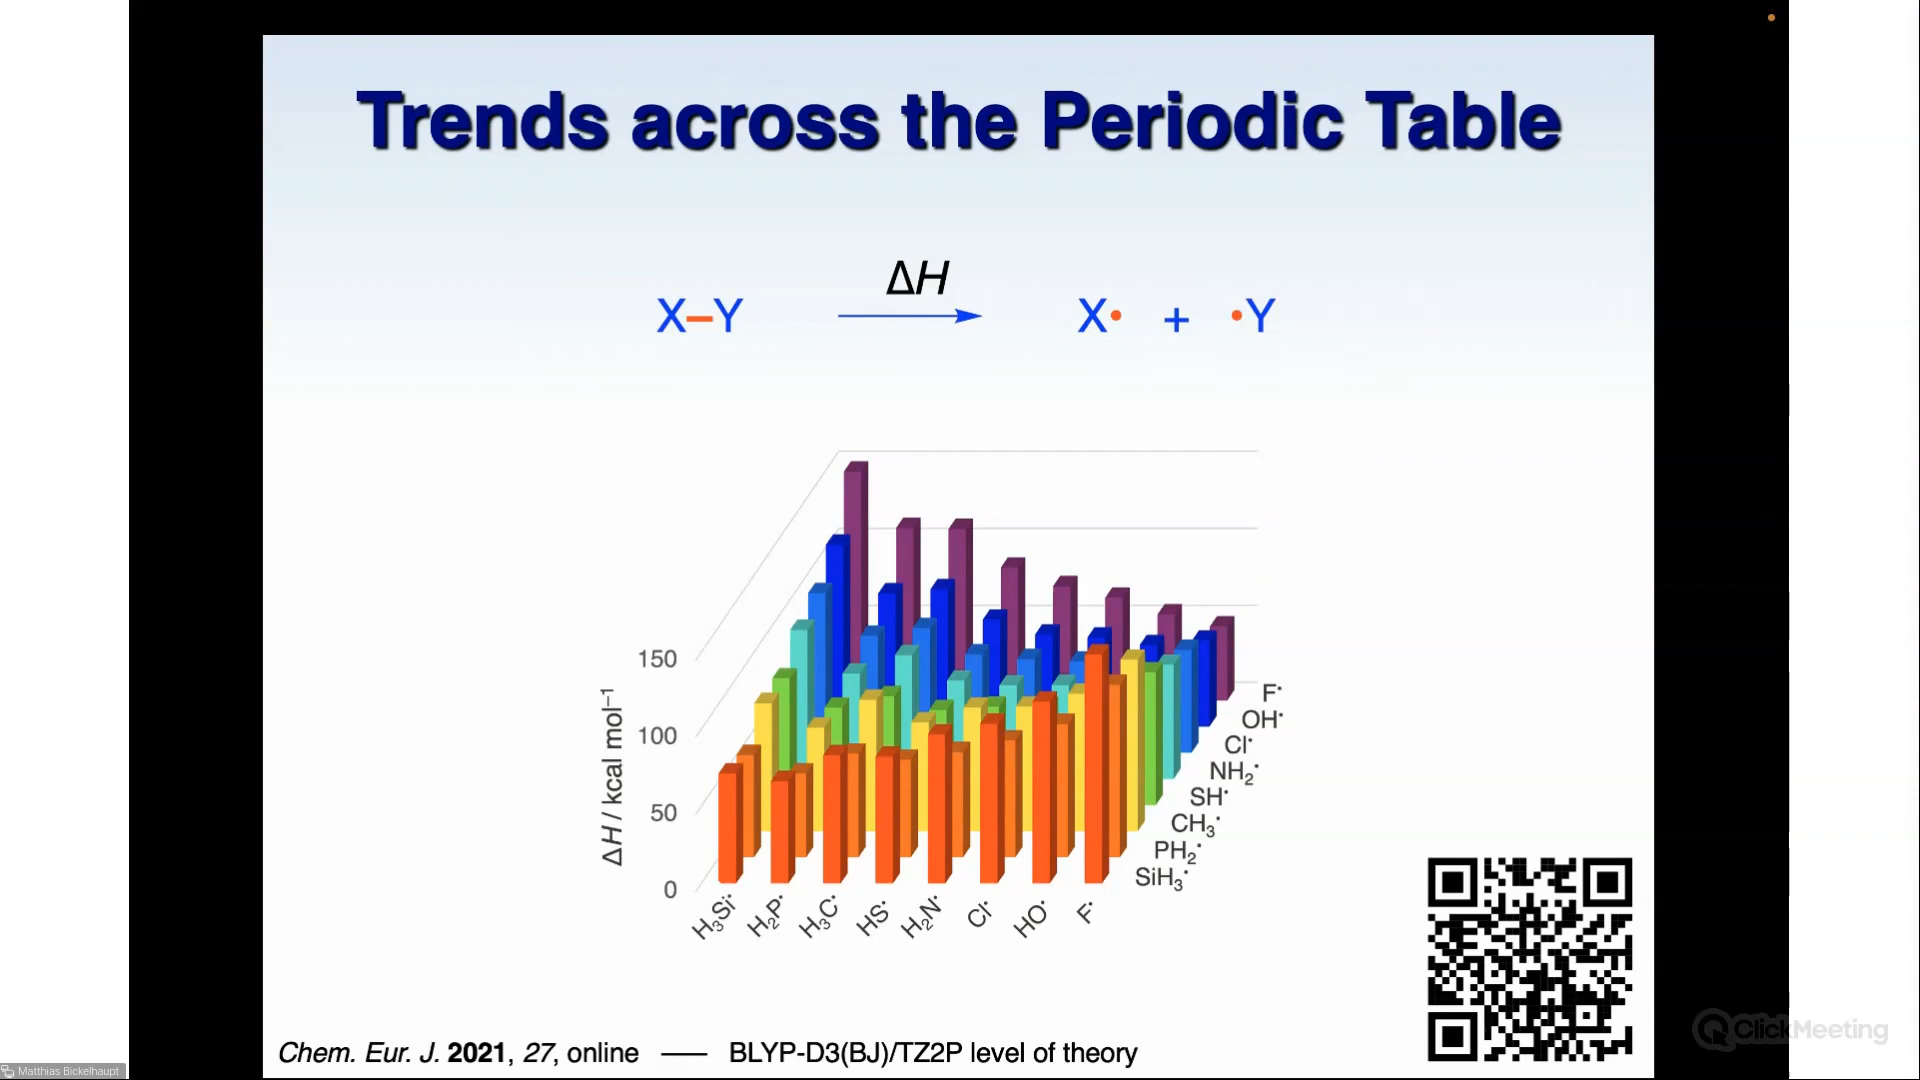 Trends across the Periodic Table
ΔH
X–Y X• + •Y
ΔH / kcal mol⁻¹
150
100
50
0
H₃Si• H₂P• H₃C• HS• H₂N• Cl• HO• F•
F•
OH•
Cl•
NH₂•
SH•
CH₃•
PH₂•
SiH₃•
Chem. Eur. J. 2021, 27, online — BLYP-D3(BJ)/TZ2P level of theory
ClickMeeting
Matthias Bickelhaupt